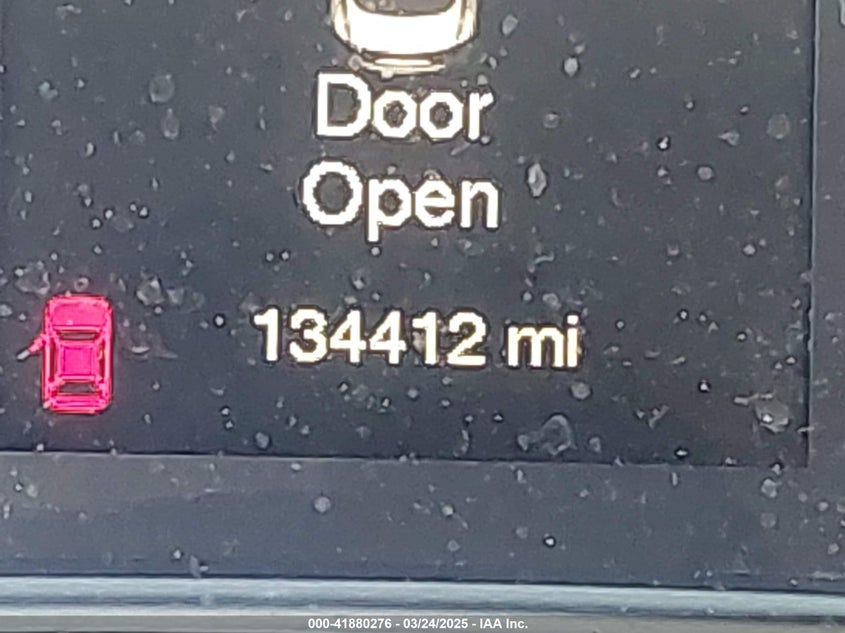 Door
Open
134412 mi
000-41880276 - 03/24/2025 - IAA Inc.